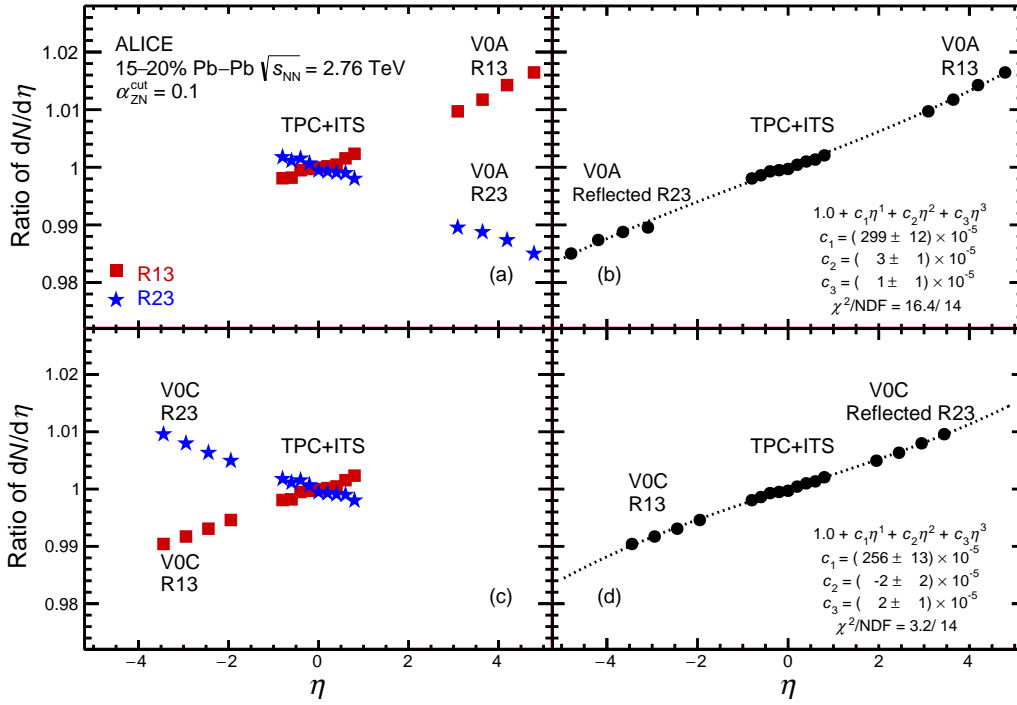 Ratio of dN/dη
1.02
1.01
1
0.99
0.98
ALICE
15–20% Pb–Pb √sNN = 2.76 TeV
α^cut_ZN = 0.1
TPC+ITS
V0A
R13
V0A
R23
R13
R23
(a)
V0A
R13
TPC+ITS
V0A
Reflected R23
1.0 + c₁η¹ + c₂η² + c₃η³
c₁ = ( 299 ± 12) × 10⁻⁵
c₂ = ( 3 ± 1) × 10⁻⁵
c₃ = ( 1 ± 1) × 10⁻⁵
χ²/NDF = 16.4/ 14
(b)
Ratio of dN/dη
1.02
1.01
1
0.99
0.98
V0C
R23
TPC+ITS
V0C
R13
(c)
−4 −2 0 2 4
η
V0C
Reflected R23
TPC+ITS
V0C
R13
1.0 + c₁η¹ + c₂η² + c₃η³
c₁ = ( 256 ± 13) × 10⁻⁵
c₂ = ( -2 ± 2) × 10⁻⁵
c₃ = ( 2 ± 1) × 10⁻⁵
χ²/NDF = 3.2/ 14
(d)
−4 −2 0 2 4
η